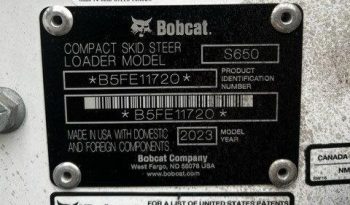 Bobcat.
COMPACT SKID STEER
LOADER MODEL S650
*B5FE11720*
PRODUCT
IDENTIFICATION
NUMBER
*B5FE11720*
MADE IN USA WITH DOMESTIC
AND FOREIGN COMPONENTS
2023
MODEL
YEAR
Bobcat Company
West Fargo, ND 58078 USA
www.bobcat.com
CANADA
NM
FOR A LIST OF UNITED STATES PATENTS